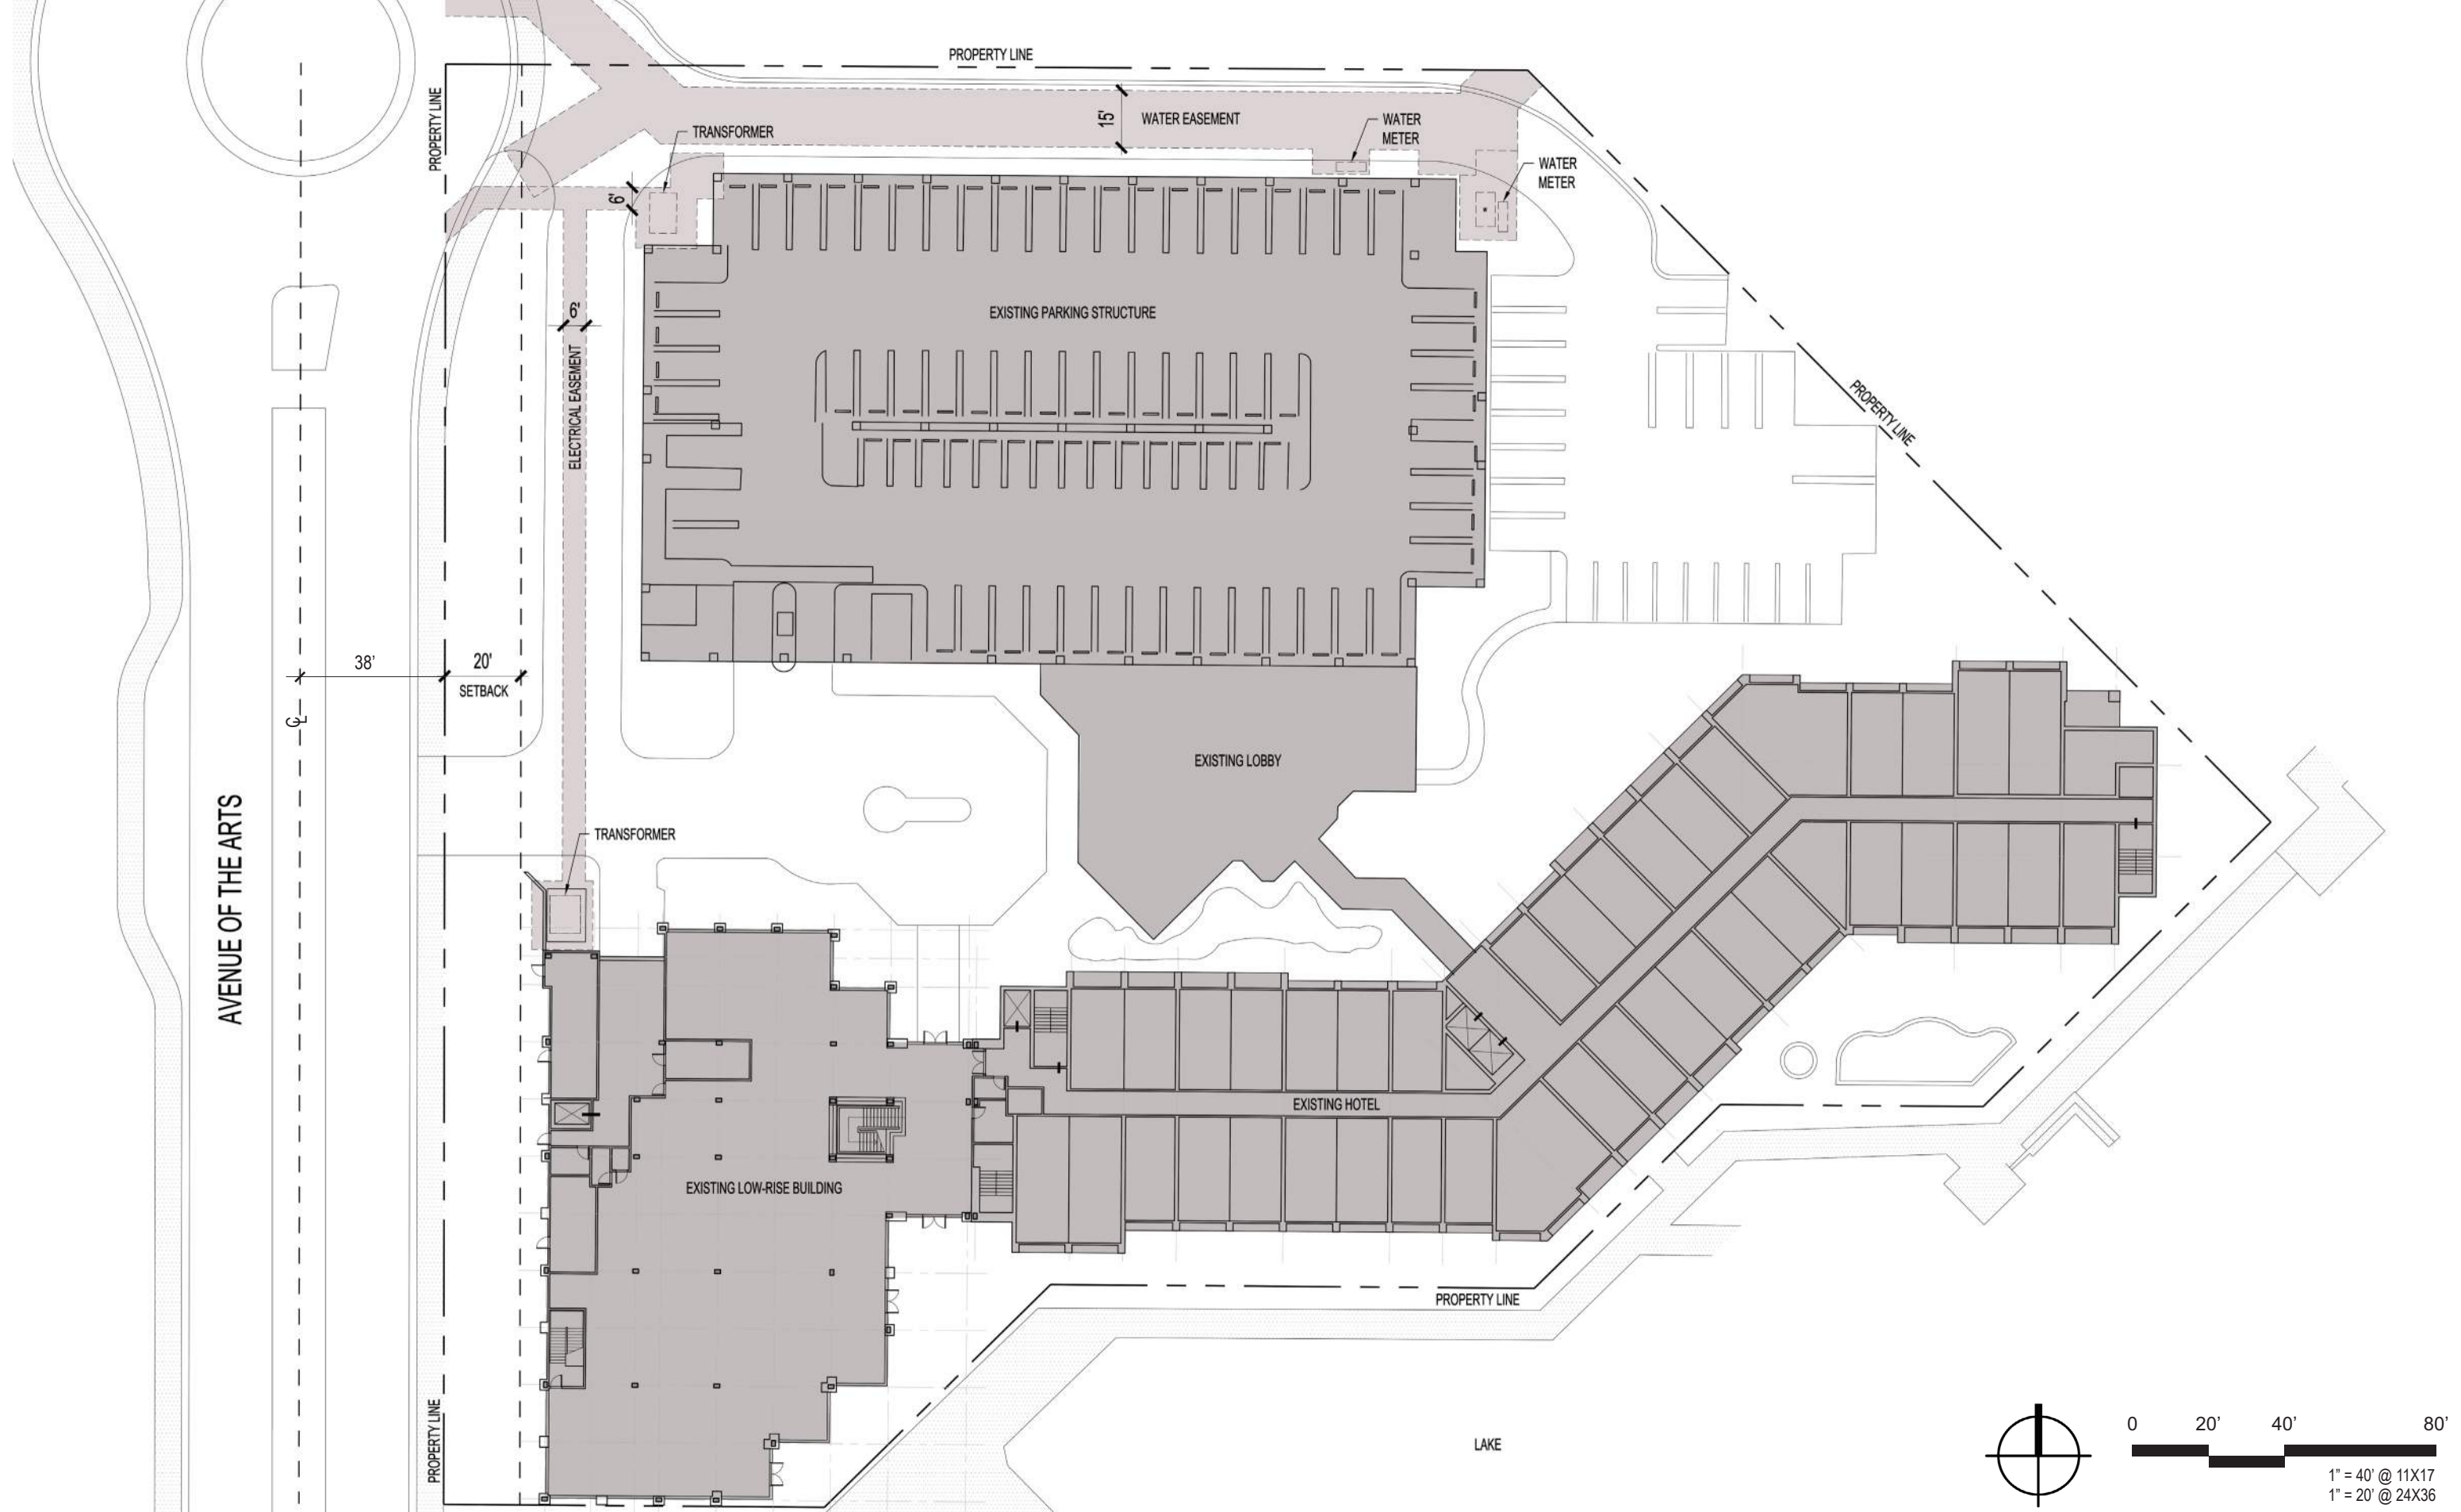 PROPERTY LINE
PROPERTY LINE
15'
WATER EASEMENT
WATER
METER
TRANSFORMER
WATER
METER
6'
EXISTING PARKING STRUCTURE
6'
ELECTRICAL EASEMENT
PROPERTY LINE
38'
20'
SETBACK
CL
EXISTING LOBBY
AVENUE OF THE ARTS
TRANSFORMER
EXISTING HOTEL
EXISTING LOW-RISE BUILDING
PROPERTY LINE
PROPERTY LINE
LAKE
0 20' 40' 80'
1" = 40' @ 11X17
1" = 20' @ 24X36